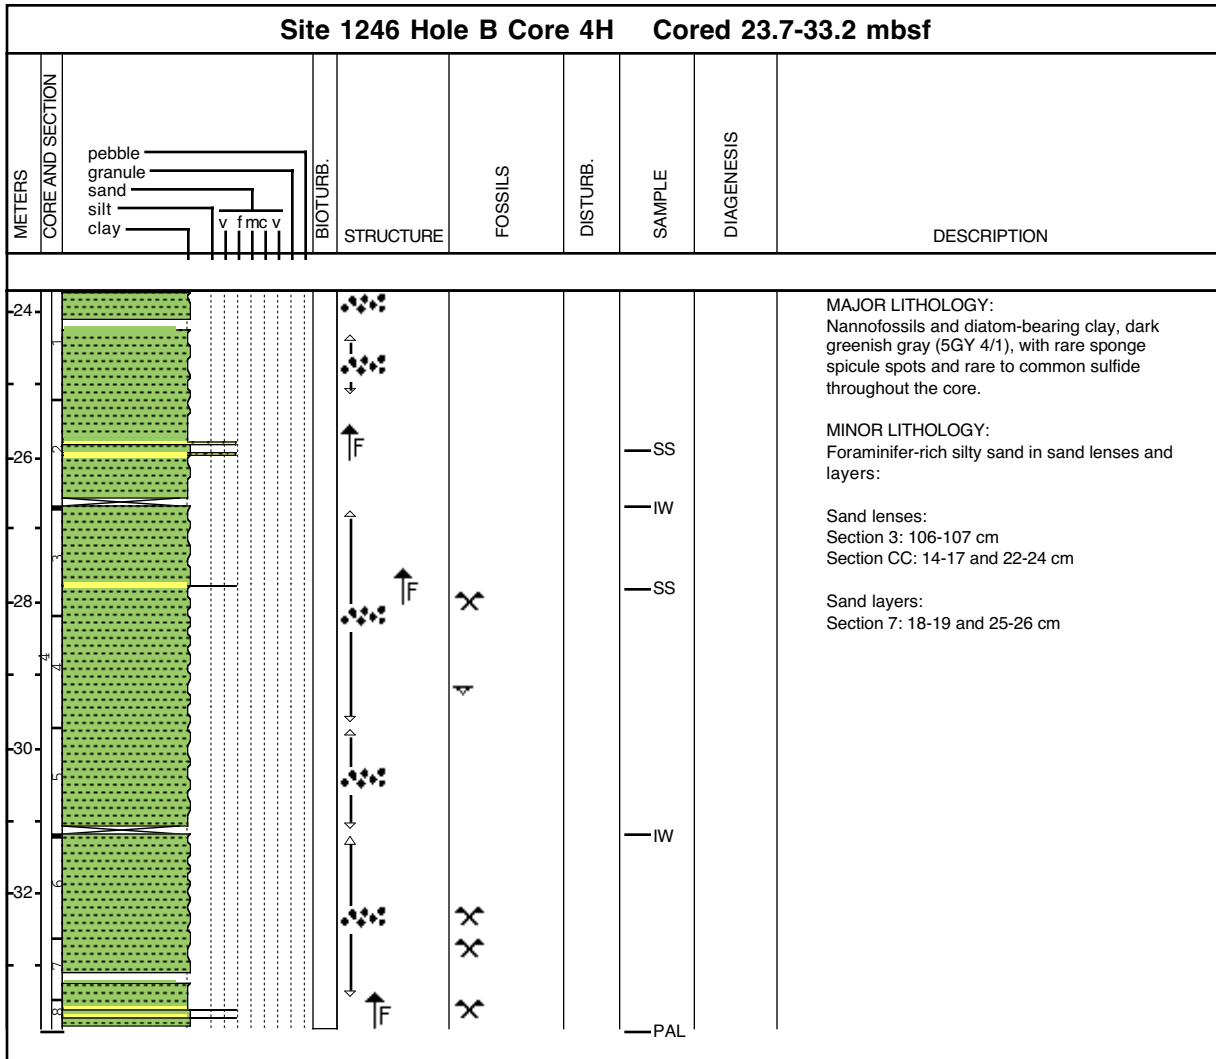 Site 1246 Hole B Core 4H Cored 23.7-33.2 mbsf
METERS
CORE AND SECTION
pebble
granule
sand
silt
clay
v f m c v
BIOTURB.
STRUCTURE
FOSSILS
DISTURB.
SAMPLE
DIAGENESIS
DESCRIPTION
24
26
28
30
32
4
1
2
3
4
5
6
7
8
F
F
F
SS
IW
SS
IW
PAL
MAJOR LITHOLOGY:
Nannofossils and diatom-bearing clay, dark
greenish gray (5GY 4/1), with rare sponge
spicule spots and rare to common sulfide
throughout the core.
MINOR LITHOLOGY:
Foraminifer-rich silty sand in sand lenses and
layers:
Sand lenses:
Section 3: 106-107 cm
Section CC: 14-17 and 22-24 cm
Sand layers:
Section 7: 18-19 and 25-26 cm